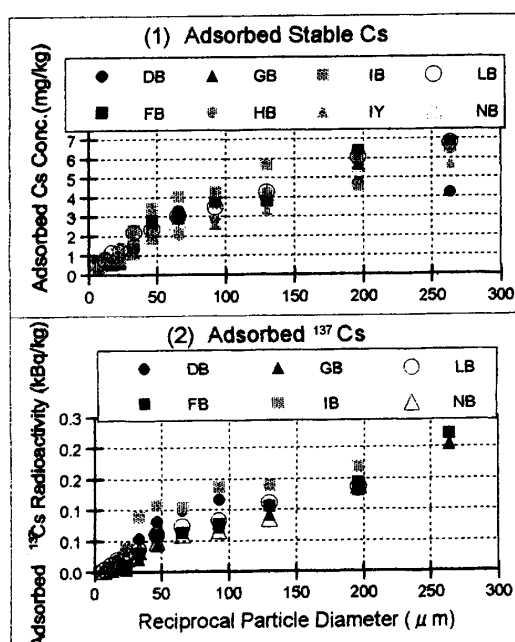 (1) Adsorbed Stable Cs
DB GB IB LB
FB HB IY NB
Adsorbed Cs Conc.(mg/kg)
7
6
5
4
3
2
1
0
0 50 100 150 200 250 300
(2) Adsorbed ¹³⁷Cs
DB GB LB
FB IB NB
Adsorbed ¹³⁷Cs Radioactivity (kBq/kg)
0.3
0.2
0.2
0.1
0.1
0.0
0 50 100 150 200 250 300
Reciprocal Particle Diameter ( μm)